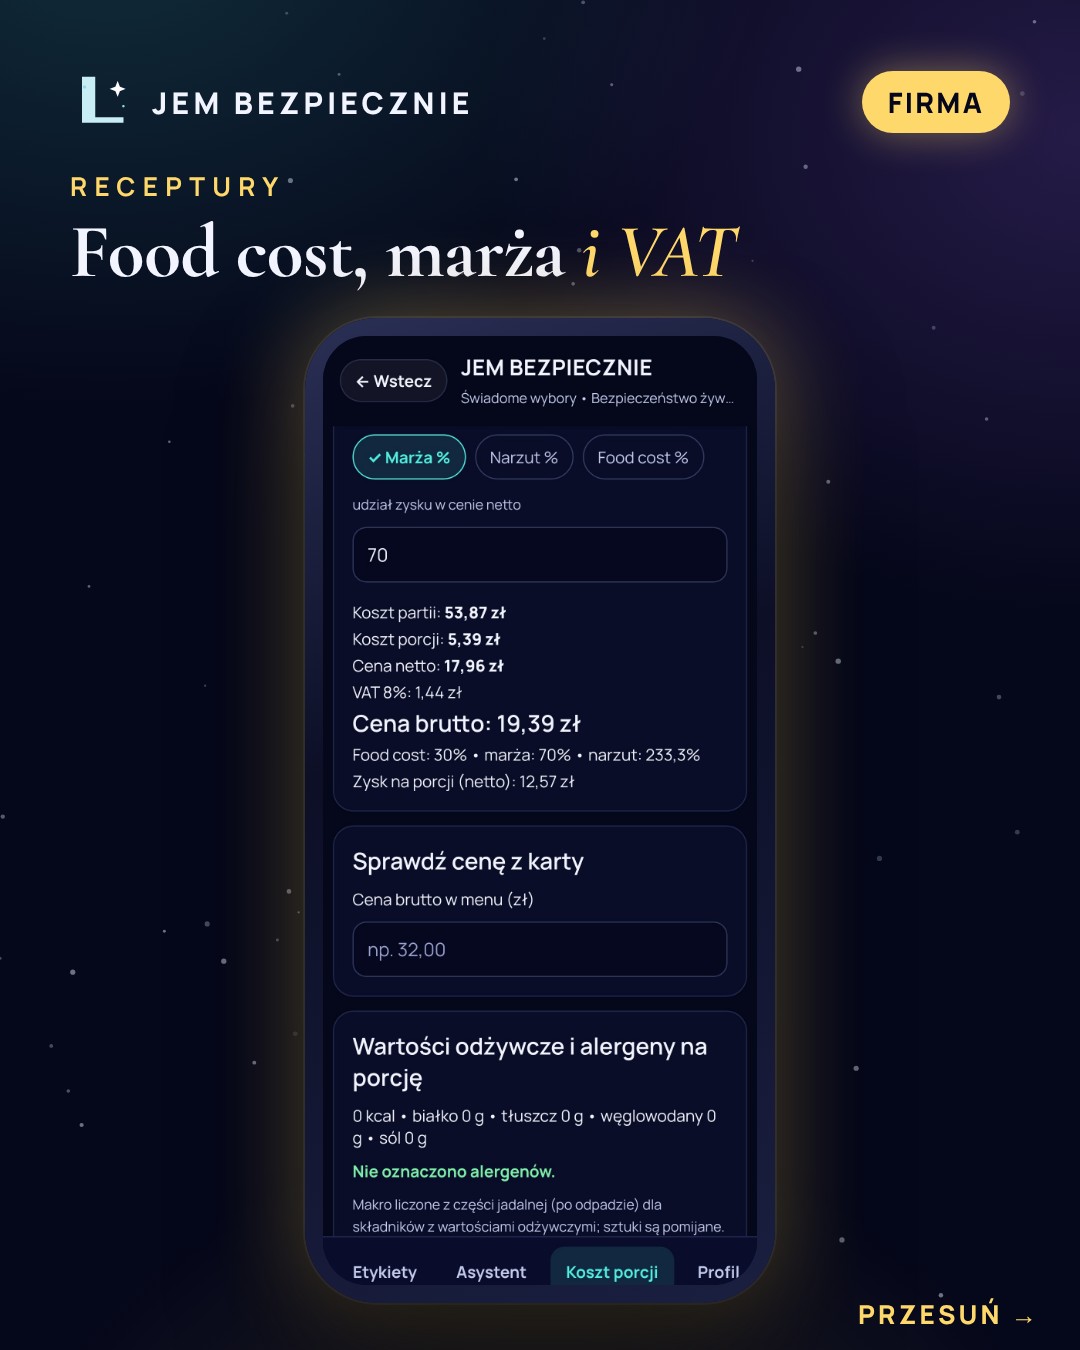 JEM BEZPIECZNIE
FIRMA
RECEPTURY
Food cost, marża i VAT
← Wstecz
JEM BEZPIECZNIE
Świadome wybory • Bezpieczeństwo żyw...
✓ Marża %
Narzut %
Food cost %
udział zysku w cenie netto
70
Koszt partii: 53,87 zł
Koszt porcji: 5,39 zł
Cena netto: 17,96 zł
VAT 8%: 1,44 zł
Cena brutto: 19,39 zł
Food cost: 30% • marża: 70% • narzut: 233,3%
Zysk na porcji (netto): 12,57 zł
Sprawdź cenę z karty
Cena brutto w menu (zł)
np. 32,00
Wartości odżywcze i alergeny na
porcję
0 kcal • białko 0 g • tłuszcz 0 g • węglowodany 0
g • sól 0 g
Nie oznaczono alergenów.
Makro liczone z części jadalnej (po odpadzie) dla
składników z wartościami odżywczymi; sztuki są pomijane.
Etykiety
Asystent
Koszt porcji
Profil
PRZESUŃ →